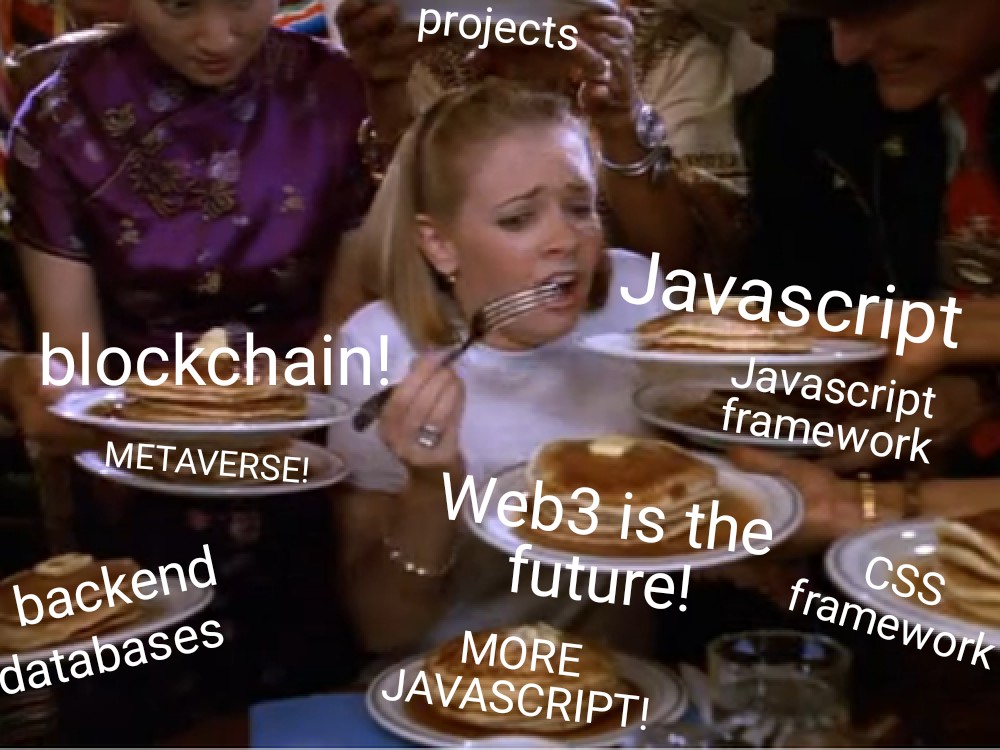 projects
Javascript
blockchain!
Javascript
framework
METAVERSE!
Web3 is the
future!
CSS
framework
backend
databases
MORE
JAVASCRIPT!